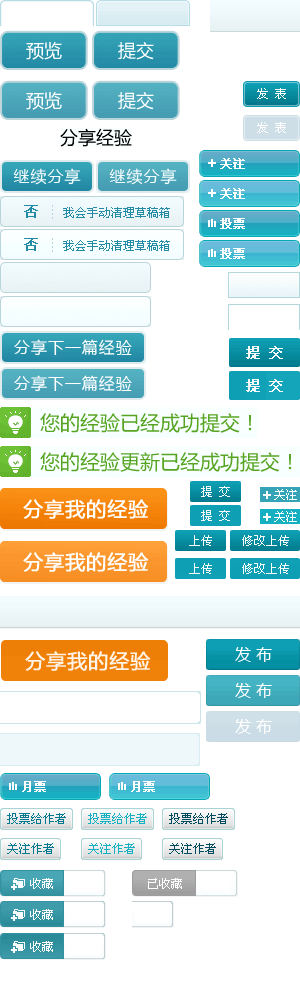 预览 提交
发 表
预览 提交
发 表
分享经验
+ 关注
继续分享 继续分享
+ 关注
否 我会手动清理草稿箱
投票
否 我会手动清理草稿箱
投票
分享下一篇经验
提 交
分享下一篇经验
提 交
您的经验已经成功提交！
您的经验更新已经成功提交！
分享我的经验
提 交 + 关注
提 交 + 关注
上传 修改上传
分享我的经验
上传 修改上传
分享我的经验
发 布
发 布
发 布
月票 月票
投票给作者 投票给作者 投票给作者
关注作者 关注作者 关注作者
收藏 已收藏
收藏
收藏